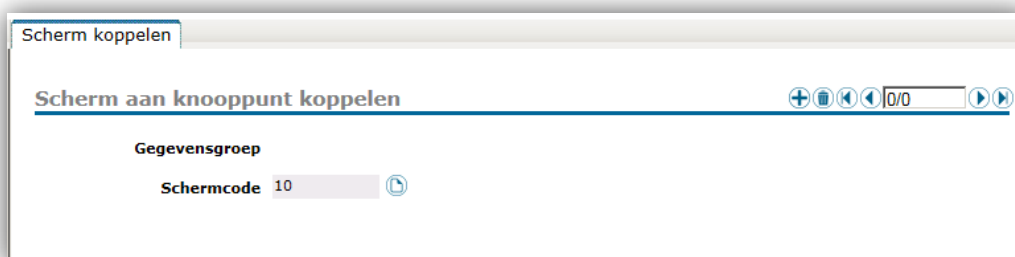 Scherm koppelen
Scherm aan knooppunt koppelen 0/0
Gegevensgroep
Schermcode 10